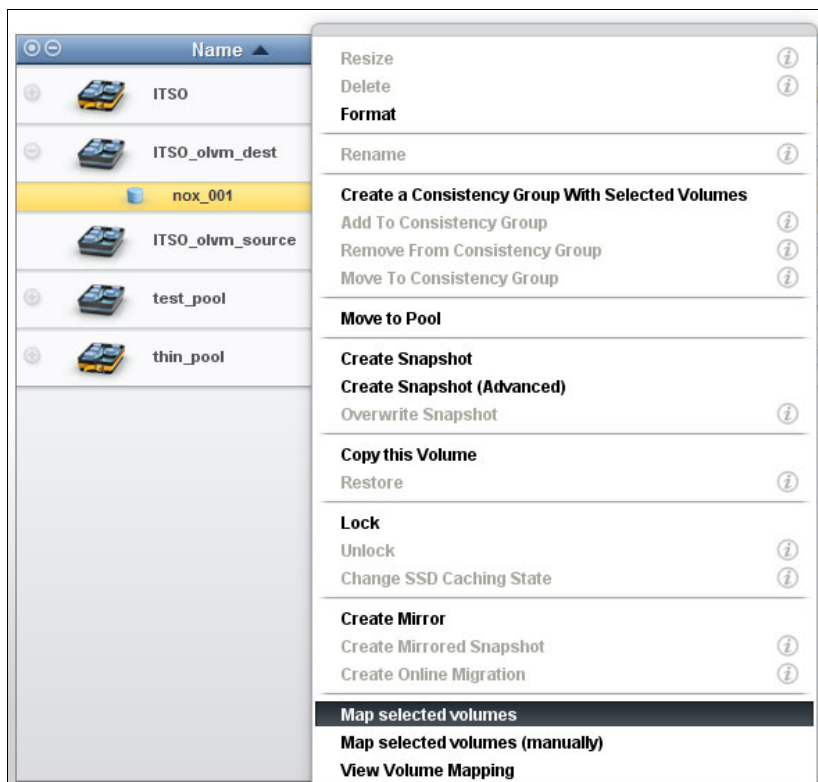 Name
ITSO
ITSO_olvm_dest
nox_001
ITSO_olvm_source
test_pool
thin_pool
Resize
Delete
Format
Rename
Create a Consistency Group With Selected Volumes
Add To Consistency Group
Remove From Consistency Group
Move To Consistency Group
Move to Pool
Create Snapshot
Create Snapshot (Advanced)
Overwrite Snapshot
Copy this Volume
Restore
Lock
Unlock
Change SSD Caching State
Create Mirror
Create Mirrored Snapshot
Create Online Migration
Map selected volumes
Map selected volumes (manually)
View Volume Mapping